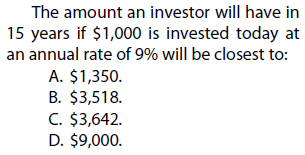 The amount an investor will have in
15 years if $1,000 is invested today at
an annual rate of 9% will be closest to:
A. $1,350.
B. $3,518.
C. $3,642.
D. $9,000.